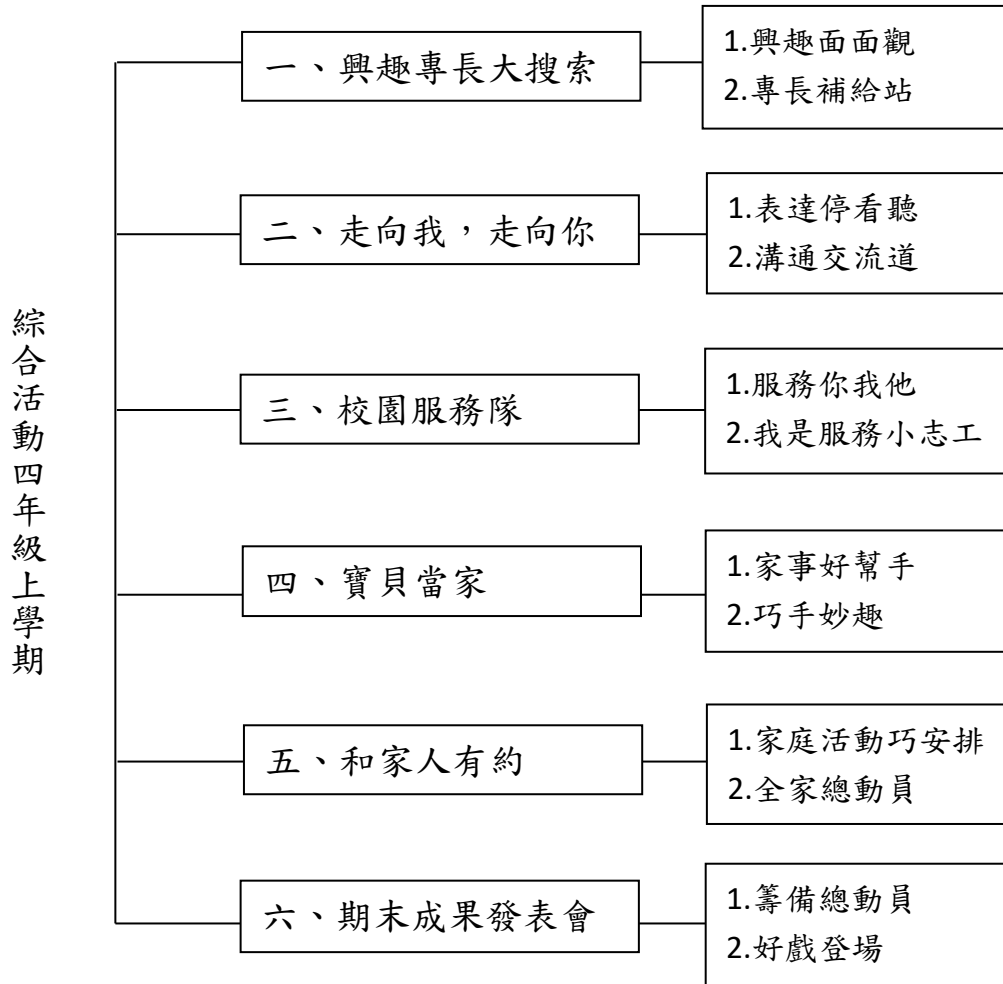 綜合活動四年級上學期
一、興趣專長大搜索
1.興趣面面觀
2.專長補給站
二、走向我，走向你
1.表達停看聽
2.溝通交流道
三、校園服務隊
1.服務你我他
2.我是服務小志工
四、寶貝當家
1.家事好幫手
2.巧手妙趣
五、和家人有約
1.家庭活動巧安排
2.全家總動員
六、期末成果發表會
1.籌備總動員
2.好戲登場